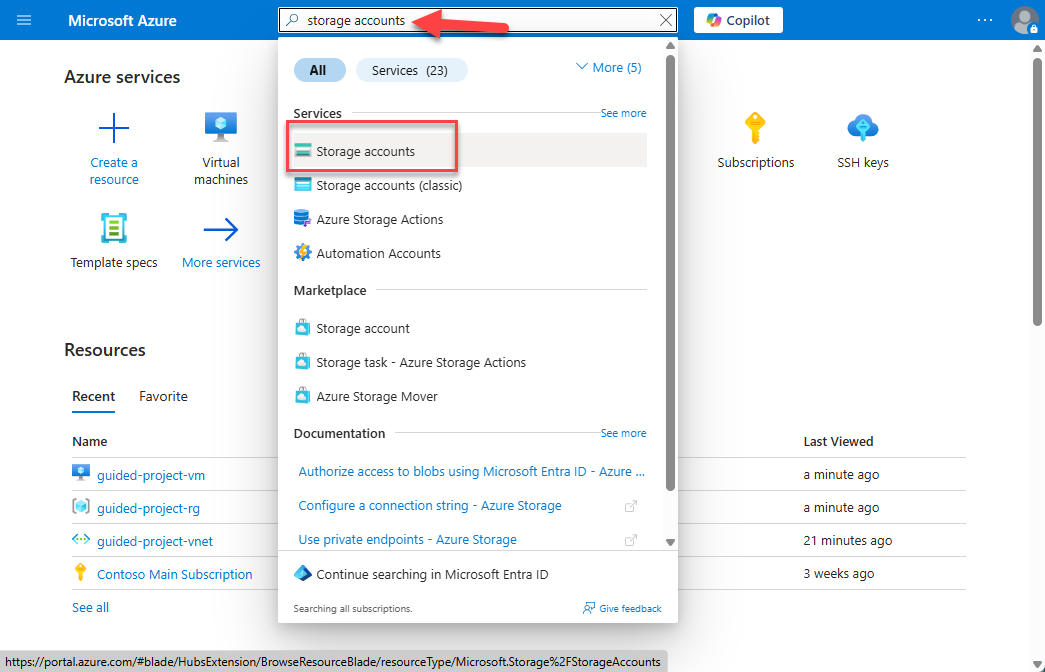 Microsoft Azure
storage accounts
Copilot
Azure services
Create a
resource
Virtual
machines
Subscriptions
SSH keys
Template specs
More services
All
Services (23)
More (5)
Services
See more
Storage accounts
Storage accounts (classic)
Azure Storage Actions
Automation Accounts
Marketplace
Storage account
Storage task - Azure Storage Actions
Azure Storage Mover
Documentation
See more
Authorize access to blobs using Microsoft Entra ID - Azure ...
Configure a connection string - Azure Storage
Use private endpoints - Azure Storage
Continue searching in Microsoft Entra ID
Searching all subscriptions.
Give feedback
Resources
Recent
Favorite
Name
Last Viewed
guided-project-vm
a minute ago
guided-project-rg
a minute ago
guided-project-vnet
21 minutes ago
Contoso Main Subscription
3 weeks ago
See all
https://portal.azure.com/#blade/HubsExtension/BrowseResourceBlade/resourceType/Microsoft.Storage%2FStorageAccounts